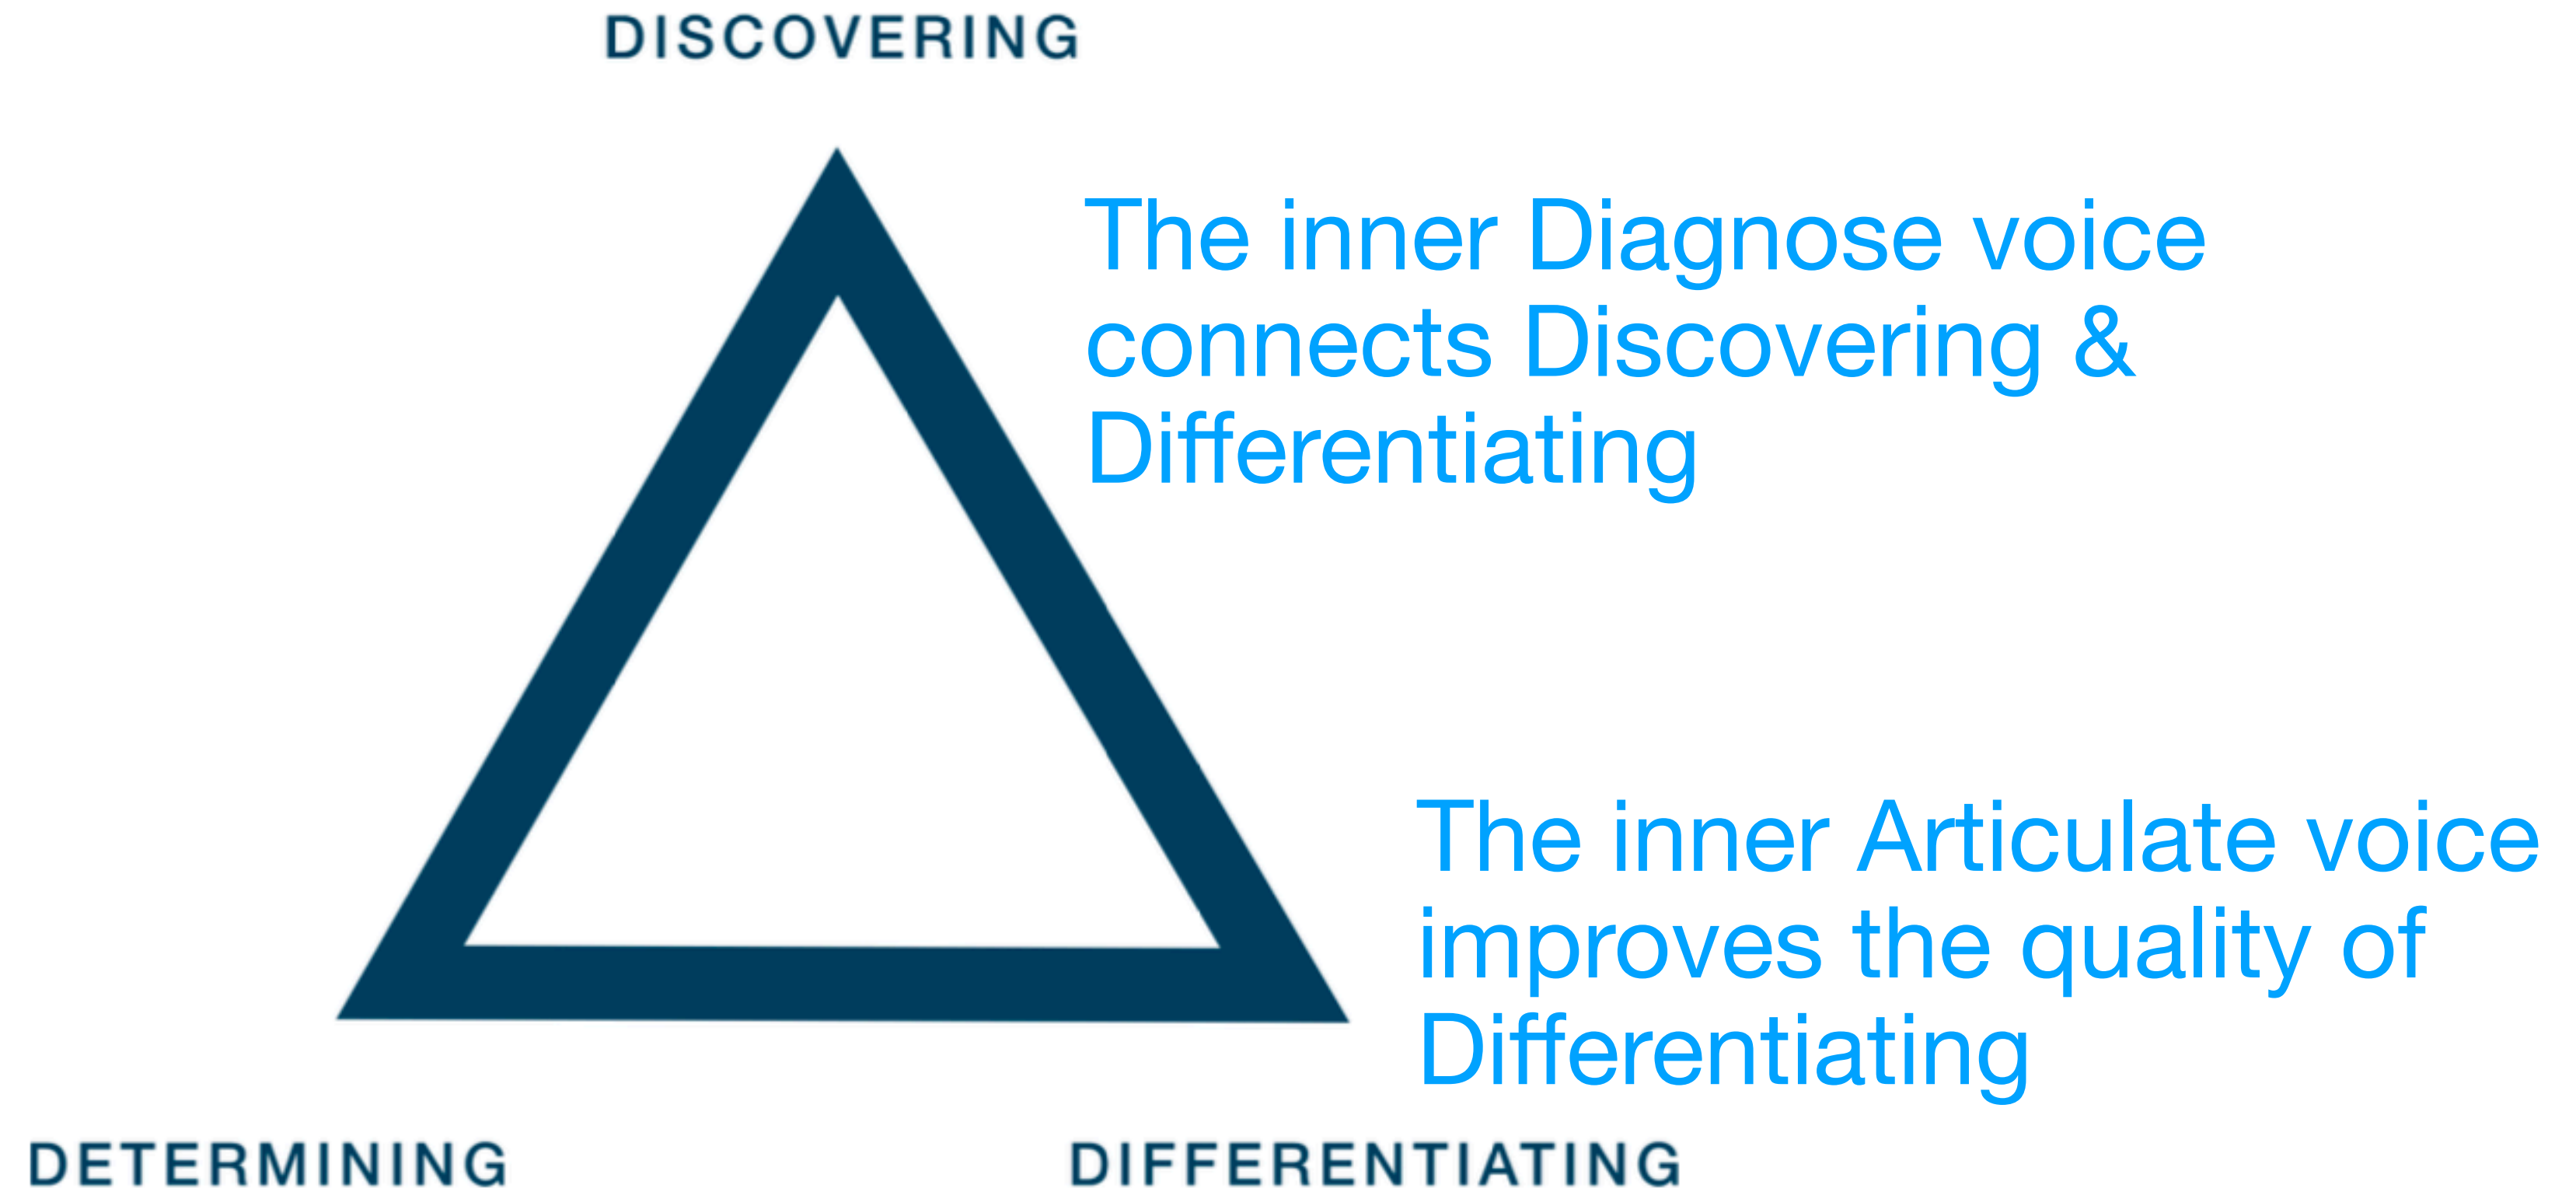 DISCOVERING
The inner Diagnose voice
connects Discovering &
Differentiating
The inner Articulate voice
improves the quality of
Differentiating
DETERMINING
DIFFERENTIATING